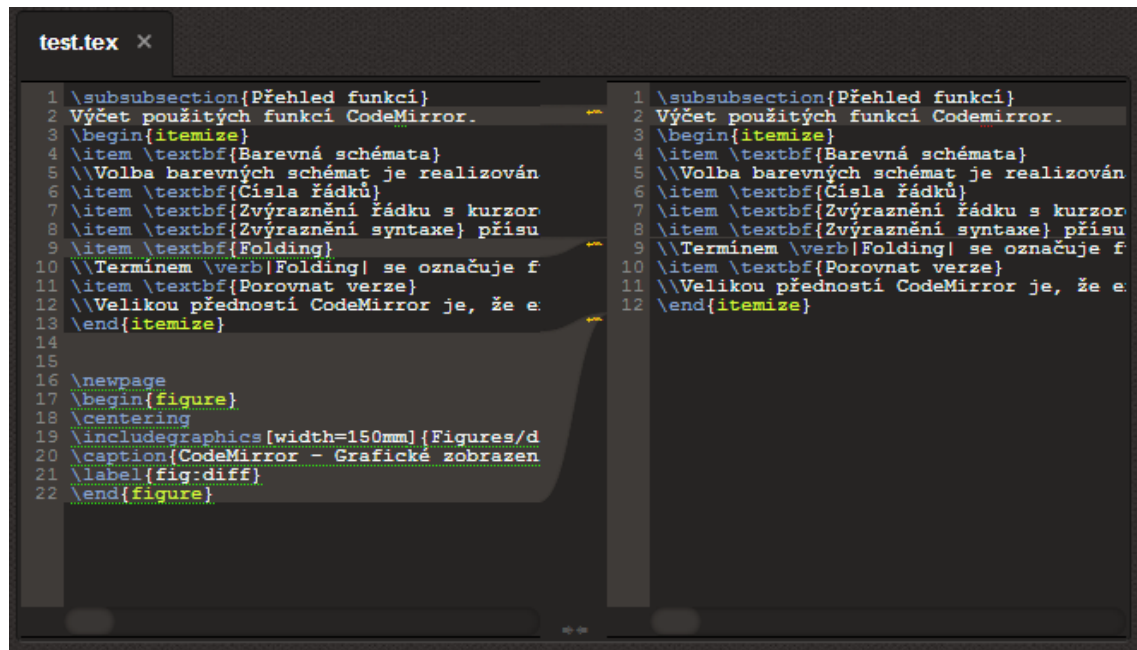 test.tex ×
1 \subsubsection{Přehled funkcí}
2 Výčet použitých funkcí CodeMirror.
3 \begin{itemize}
4 \item \textbf{Barevná schémata}
5 \\Volba barevných schémat je realizován
6 \item \textbf{Čísla řádků}
7 \item \textbf{Zvýraznění řádku s kurzor
8 \item \textbf{Zvýraznění syntaxe} přísu
9 \item \textbf{Folding}
10 \\Termínem \verb|Folding| se označuje f
11 \item \textbf{Porovnat verze}
12 \\Velikou předností CodeMirror je, že e
13 \end{itemize}
14
15
16 \newpage
17 \begin{figure}
18 \centering
19 \includegraphics[width=150mm]{Figures/d
20 \caption{CodeMirror - Grafické zobrazen
21 \label{fig:diff}
22 \end{figure}
1 \subsubsection{Přehled funkcí}
2 Výčet použitých funkcí Codemirror.
3 \begin{itemize}
4 \item \textbf{Barevná schémata}
5 \\Volba barevných schémat je realizován
6 \item \textbf{Čísla řádků}
7 \item \textbf{Zvýraznění řádku s kurzor
8 \item \textbf{Zvýraznění syntaxe} přísu
9 \\Termínem \verb|Folding| se označuje f
10 \item \textbf{Porovnat verze}
11 \\Velikou předností CodeMirror je, že e
12 \end{itemize}